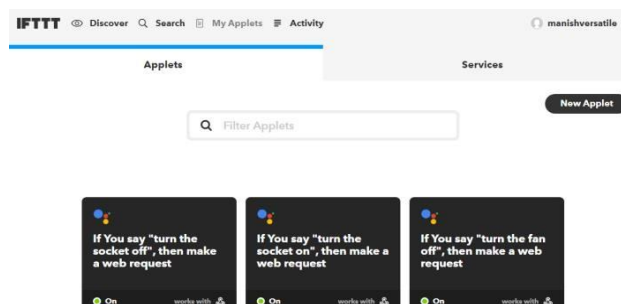 IFTTT Discover Search My Applets Activity manishversatile
Applets Services
New Applet
Filter Applets
If You say "turn the
socket off", then make
a web request
On works with
If You say "turn the
socket on", then make a
web request
On works with
If You say "turn the fan
off", then make a web
request
On works with